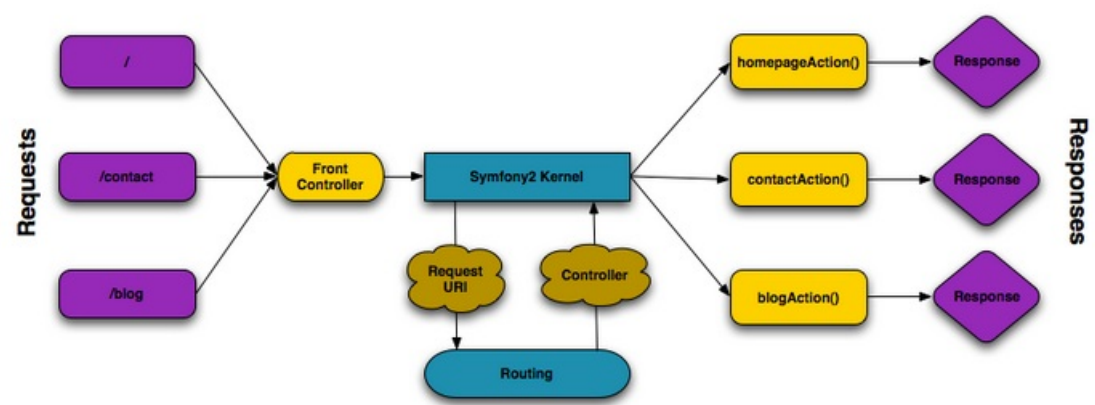 Requests
/
/contact
/blog
Front
Controller
Symfony2 Kernel
Request
URI
Controller
Routing
homepageAction()
contactAction()
blogAction()
Response
Response
Response
Responses